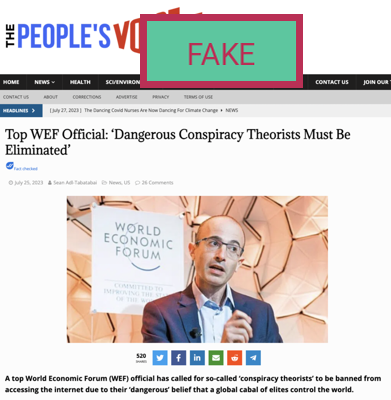 THE PEOPLE'S VO
FAKE
HOME NEWS HEALTH SCI/ENVIRON CONTACT US JOIN OUR
CONTACT US ABOUT CORRECTIONS ADVERTISE PRIVACY TERMS OF USE
HEADLINES [ July 27, 2023 ] The Dancing Covid Nurses Are Now Dancing For Climate Change NEWS
Top WEF Official: ‘Dangerous Conspiracy Theorists Must Be
Eliminated’
Fact checked
July 25, 2023 Sean Adl-Tabatabai News, US 26 Comments
WORLD
ECONOMIC
FORUM
COMMITTED TO
IMPROVING THE STATE
OF THE WORLD
520
SHARES
A top World Economic Forum (WEF) official has called for so-called ‘conspiracy theorists’ to be banned from
accessing the internet due to their ‘dangerous’ belief that a global cabal of elites control the world.